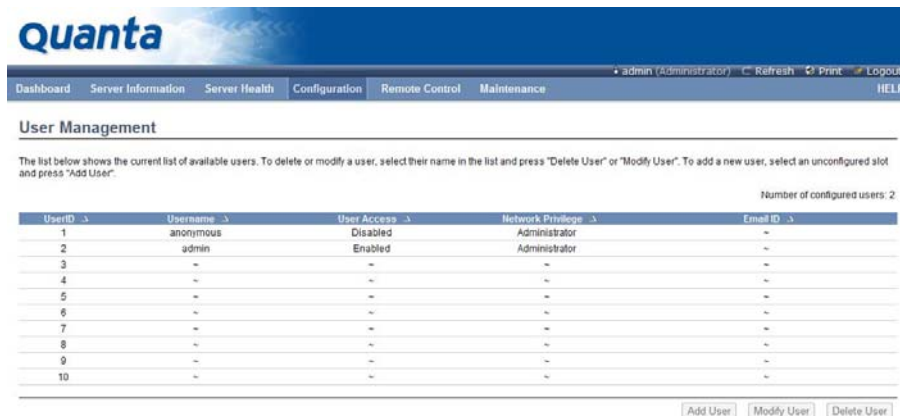 Quanta
• admin (Administrator) Refresh Print Logout
Dashboard Server Information Server Health Configuration Remote Control Maintenance HELP
User Management
The list below shows the current list of available users. To delete or modify a user, select their name in the list and press "Delete User" or "Modify User". To add a new user, select an unconfigured slot
and press "Add User".
Number of configured users: 2
UserID Username User Access Network Privilege Email ID
1 anonymous Disabled Administrator ~
2 admin Enabled Administrator ~
3 ~ ~ ~ ~
4 ~ ~ ~ ~
5 ~ ~ ~ ~
6 ~ ~ ~ ~
7 ~ ~ ~ ~
8 ~ ~ ~ ~
9 ~ ~ ~ ~
10 ~ ~ ~ ~
Add User Modify User Delete User